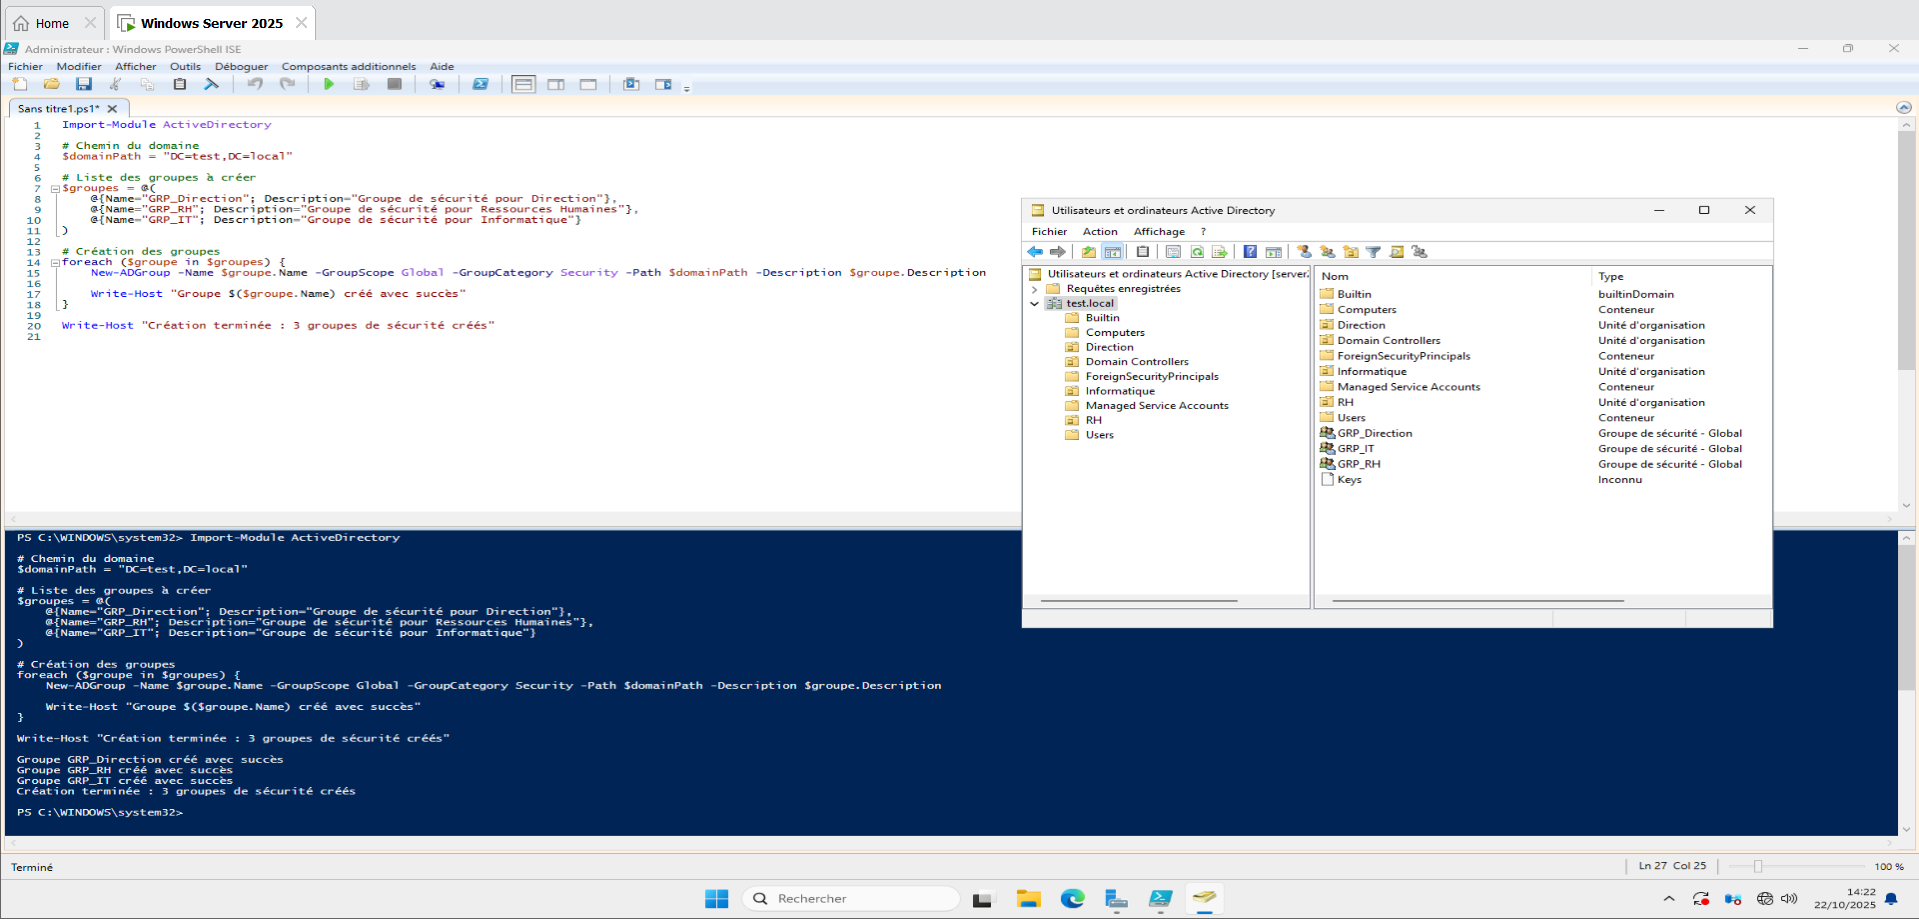 Home
Windows Server 2025
Administrateur : Windows PowerShell ISE
Fichier Modifier Afficher Outils Déboguer Composants additionnels Aide
Sans titre1.ps1*
1 Import-Module ActiveDirectory
2
3 # Chemin du domaine
4 $domainPath = "DC=test,DC=local"
5
6 # Liste des groupes à créer
7 $groupes = @(
8 @{Name="GRP_Direction"; Description="Groupe de sécurité pour Direction"},
9 @{Name="GRP_RH"; Description="Groupe de sécurité pour Ressources Humaines"},
10 @{Name="GRP_IT"; Description="Groupe de sécurité pour Informatique"}
11 )
12
13 # Création des groupes
14 foreach ($groupe in $groupes) {
15 New-ADGroup -Name $groupe.Name -GroupScope Global -GroupCategory Security -Path $domainPath -Description $groupe.Description
16
17 Write-Host "Groupe $($groupe.Name) créé avec succès"
18 }
19
20 Write-Host "Création terminée : 3 groupes de sécurité créés"
21
Utilisateurs et ordinateurs Active Directory
Fichier Action Affichage ?
Utilisateurs et ordinateurs Active Directory [server.
Requêtes enregistrées
test.local
Builtin
Computers
Direction
Domain Controllers
ForeignSecurityPrincipals
Informatique
Managed Service Accounts
RH
Users
Nom Type
Builtin builtinDomain
Computers Conteneur
Direction Unité d'organisation
Domain Controllers Unité d'organisation
ForeignSecurityPrincipals Conteneur
Informatique Unité d'organisation
Managed Service Accounts Conteneur
RH Unité d'organisation
Users Conteneur
GRP_Direction Groupe de sécurité - Global
GRP_IT Groupe de sécurité - Global
GRP_RH Groupe de sécurité - Global
Keys Inconnu
PS C:\WINDOWS\system32> Import-Module ActiveDirectory
# Chemin du domaine
$domainPath = "DC=test,DC=local"
# Liste des groupes à créer
$groupes = @(
@{Name="GRP_Direction"; Description="Groupe de sécurité pour Direction"},
@{Name="GRP_RH"; Description="Groupe de sécurité pour Ressources Humaines"},
@{Name="GRP_IT"; Description="Groupe de sécurité pour Informatique"}
)
# Création des groupes
foreach ($groupe in $groupes) {
New-ADGroup -Name $groupe.Name -GroupScope Global -GroupCategory Security -Path $domainPath -Description $groupe.Description
Write-Host "Groupe $($groupe.Name) créé avec succès"
}
Write-Host "Création terminée : 3 groupes de sécurité créés"
Groupe GRP_Direction créé avec succès
Groupe GRP_RH créé avec succès
Groupe GRP_IT créé avec succès
Création terminée : 3 groupes de sécurité créés
PS C:\WINDOWS\system32>
Terminé
Ln 27 Col 25
100 %
Rechercher
14:22
22/10/2025